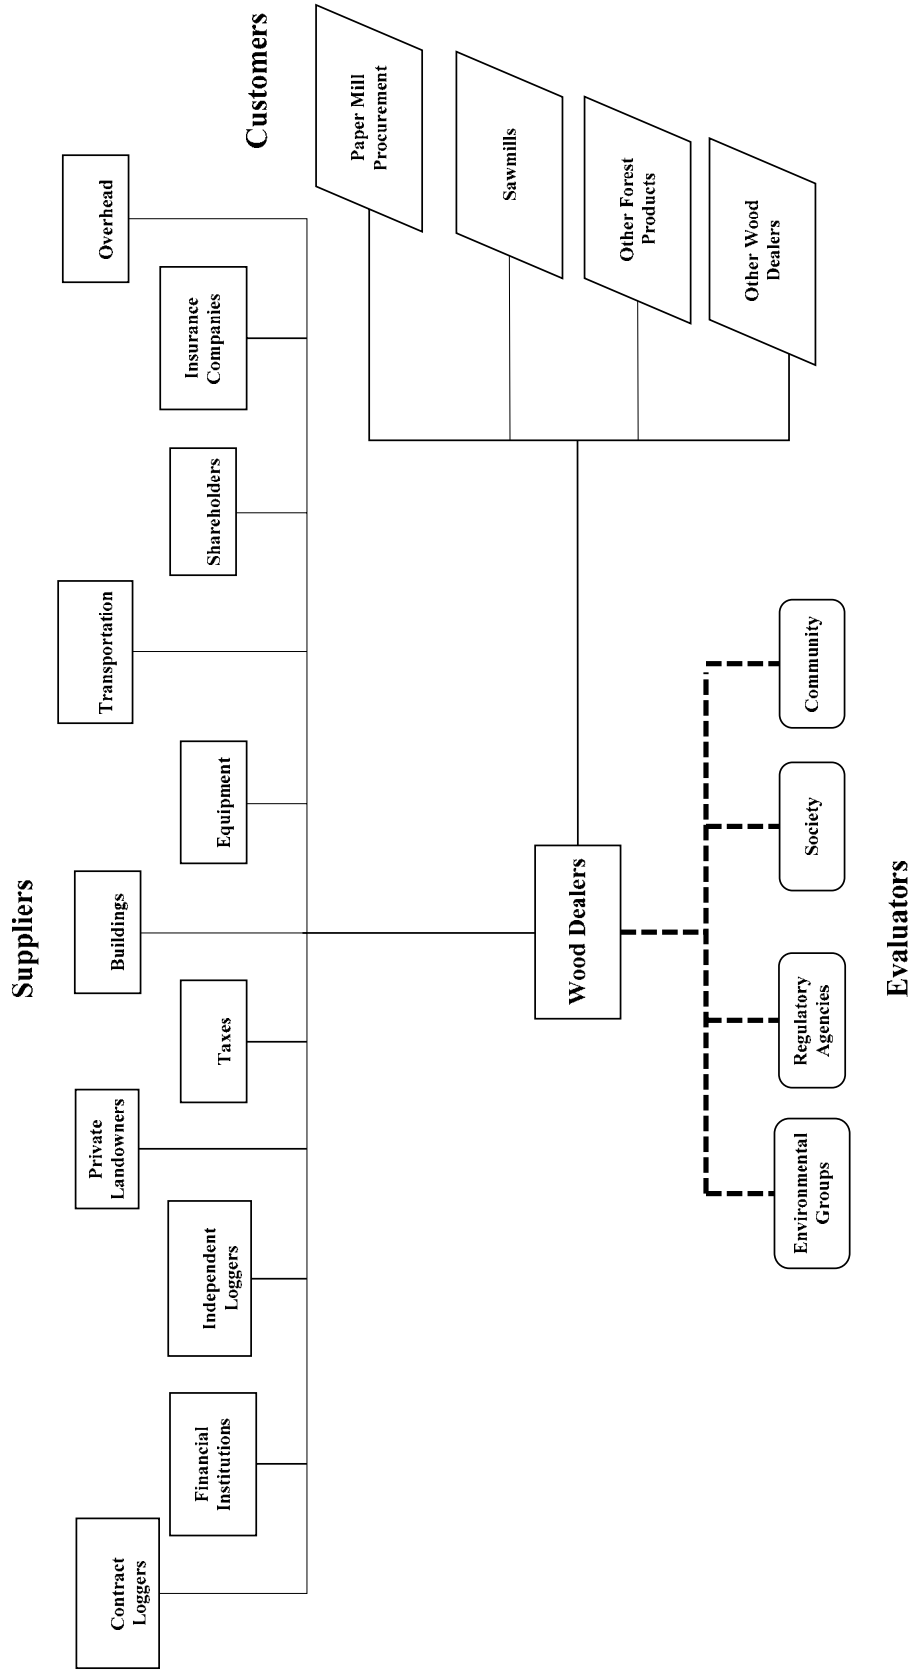 Suppliers
Contract
Loggers
Financial
Institutions
Independent
Loggers
Private
Landowners
Taxes
Buildings
Equipment
Transportation
Shareholders
Insurance
Companies
Overhead
Customers
Paper Mill
Procurement
Sawmills
Other Forest
Products
Other Wood
Dealers
Wood Dealers
Environmental
Groups
Regulatory
Agencies
Society
Community
Evaluators